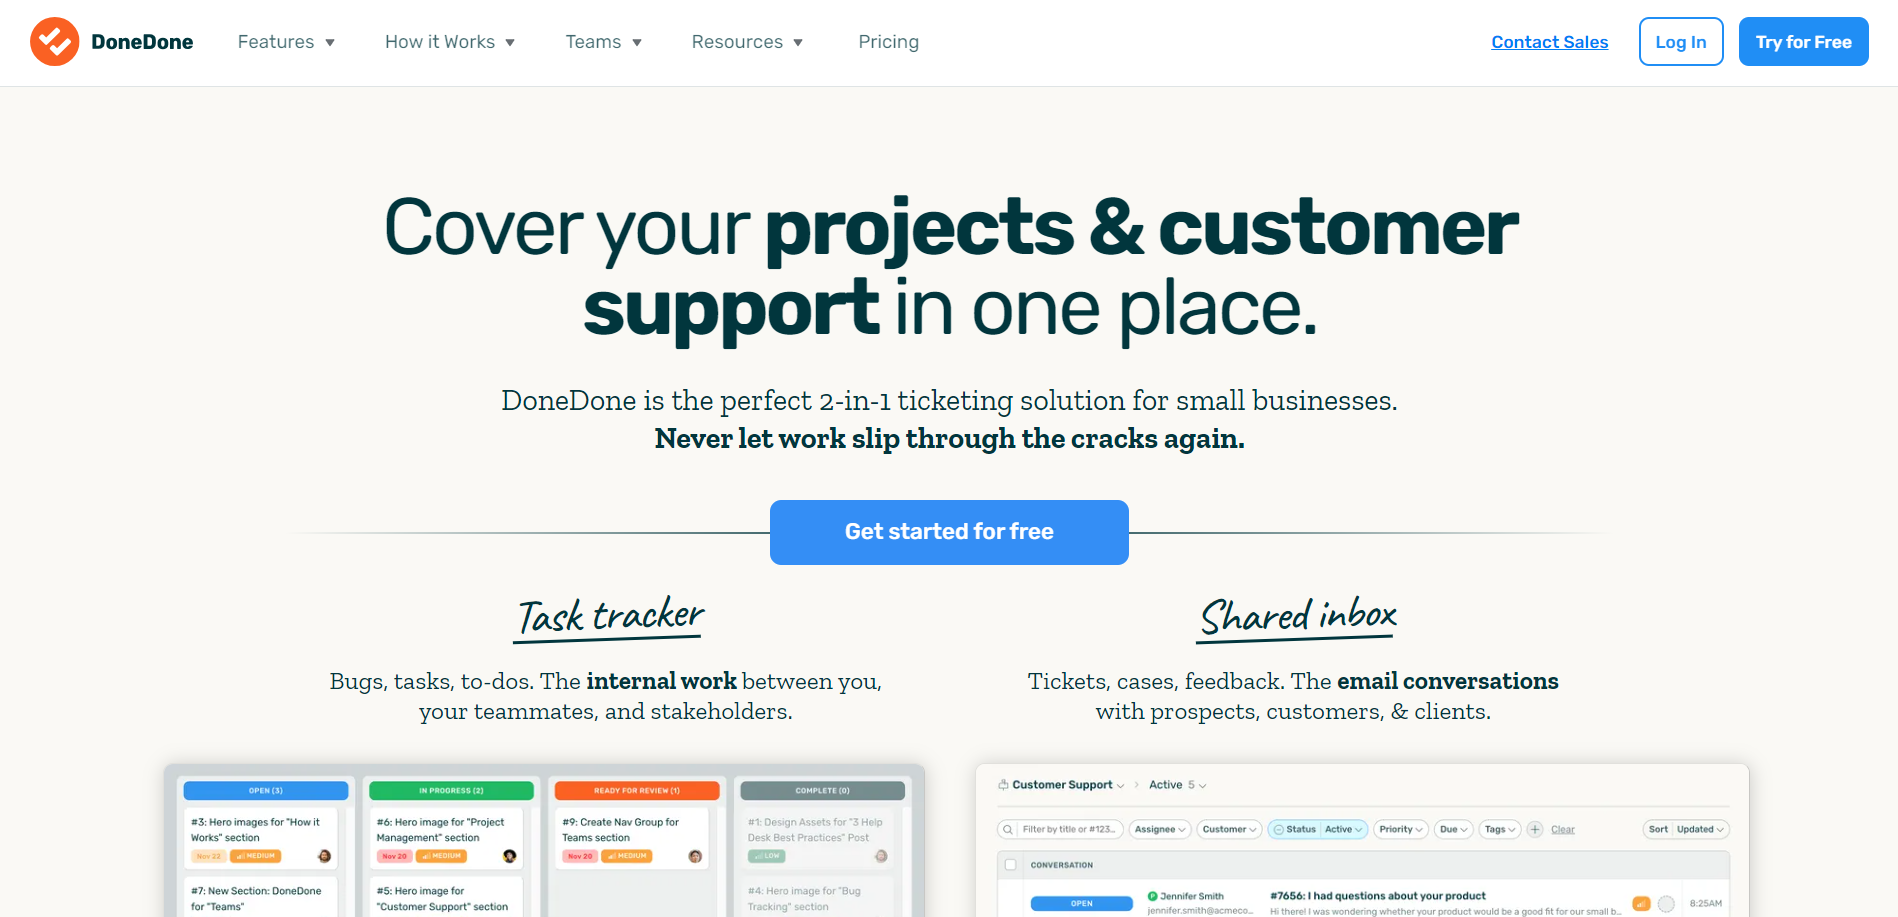 DoneDone
Features
How it Works
Teams
Resources
Pricing
Contact Sales
Log In
Try for Free
Cover your projects & customer
support in one place.
DoneDone is the perfect 2-in-1 ticketing solution for small businesses.
Never let work slip through the cracks again.
Get started for free
Task tracker
Bugs, tasks, to-dos. The internal work between you,
your teammates, and stakeholders.
Shared inbox
Tickets, cases, feedback. The email conversations
with prospects, customers, & clients.
OPEN (3)
#3: Hero images for "How it
Works" section
Nov 22 MEDIUM
#7: New Section: DoneDone
for "Teams"
IN PROGRESS (2)
#6: Hero image for "Project
Management" section
Nov 20 MEDIUM
#5: Hero image for
"Customer Support" section
READY FOR REVIEW (1)
#9: Create Nav Group for
Teams section
Nov 20 MEDIUM
COMPLETE (0)
#1: Design Assets for "3 Help
Desk Best Practices" Post
LOW
#4: Hero image for "Bug
Tracking" section
Customer Support > Active 5
Filter by title or #123...
Assignee
Customer
Status Active
Priority
Due
Tags
Clear
Sort Updated
CONVERSATION
OPEN
P Jennifer Smith
jennifer.smith@acmeco...
#7656: I had questions about your product
Hi there! I was wondering whether your product would be a good fit for our small b...
8:25AM